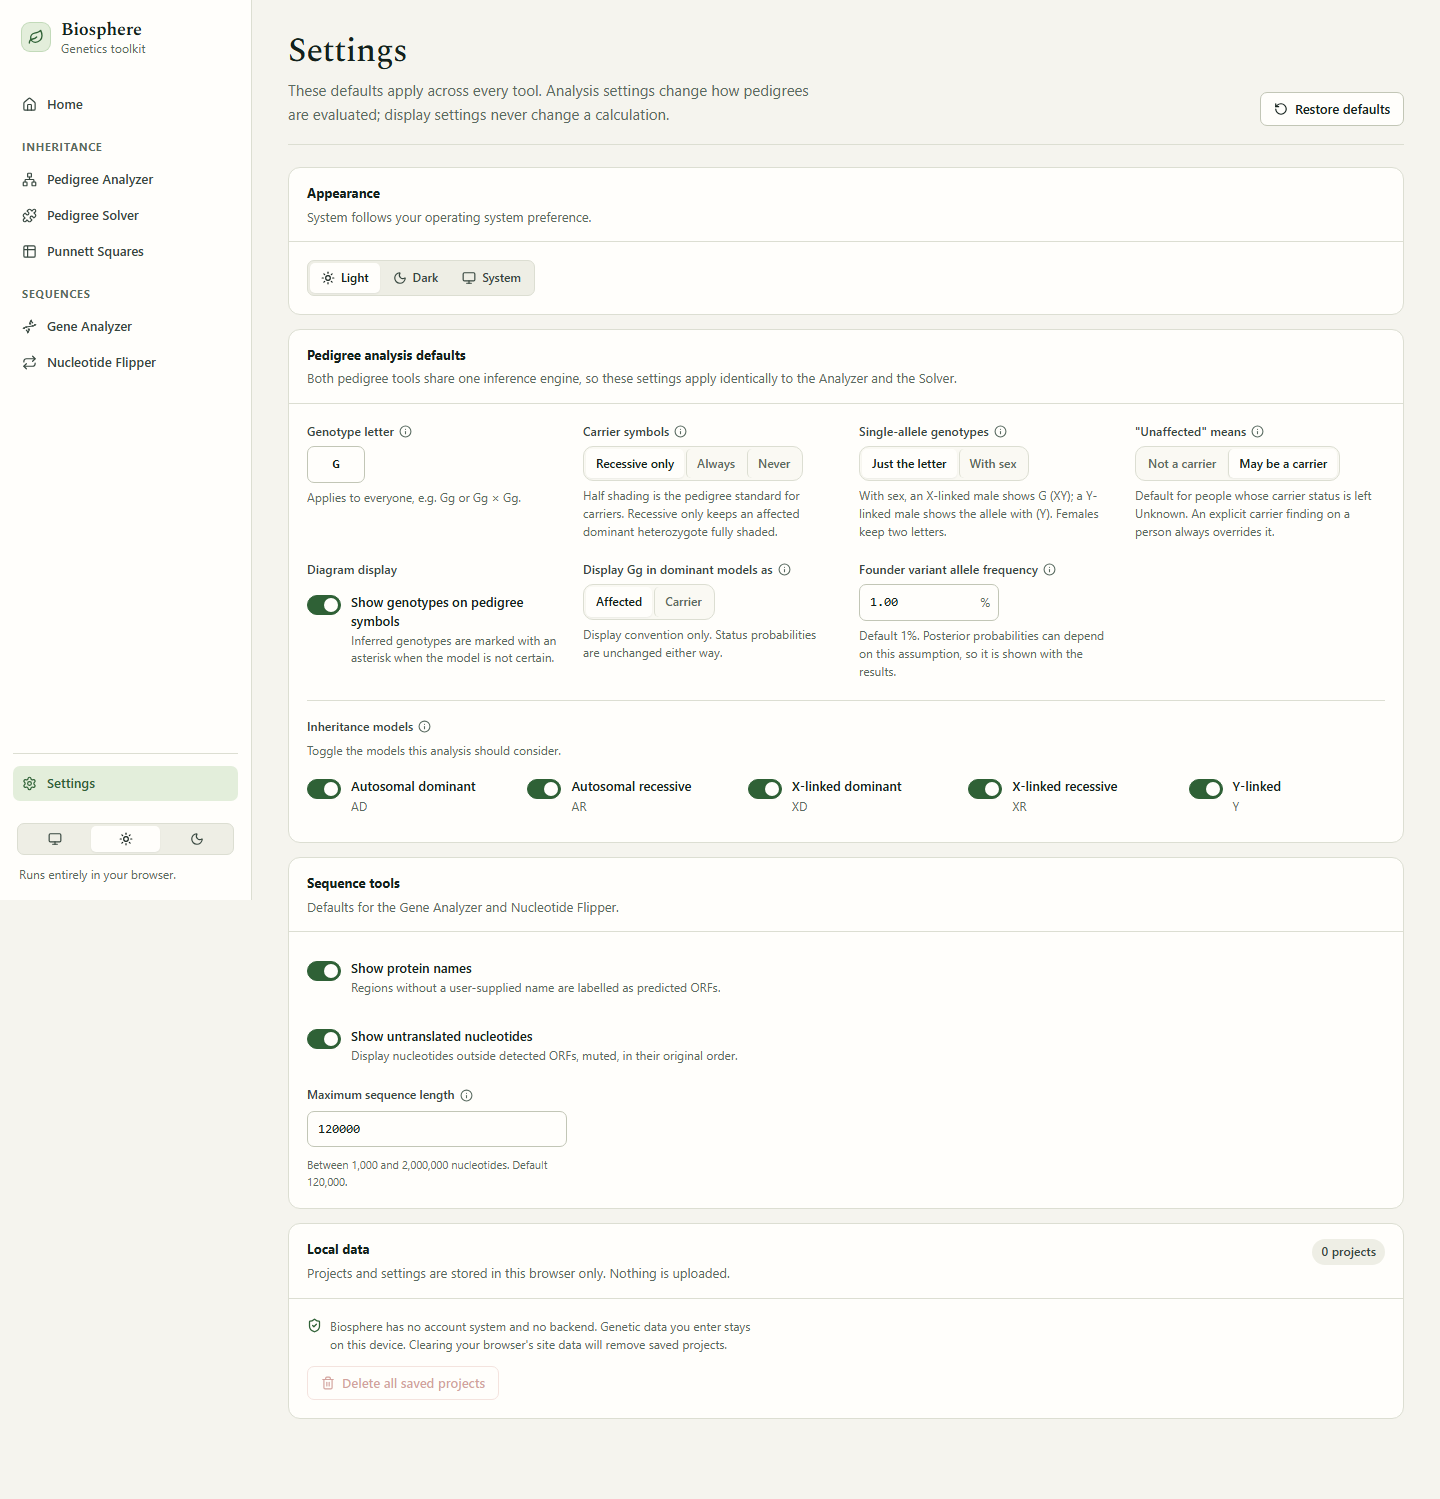 Biosphere
Genetics toolkit
Home
INHERITANCE
Pedigree Analyzer
Pedigree Solver
Punnett Squares
SEQUENCES
Gene Analyzer
Nucleotide Flipper
Settings
Runs entirely in your browser.
Settings
These defaults apply across every tool. Analysis settings change how pedigrees
are evaluated; display settings never change a calculation.
Restore defaults
Appearance
System follows your operating system preference.
Light
Dark
System
Pedigree analysis defaults
Both pedigree tools share one inference engine, so these settings apply identically to the Analyzer and the Solver.
Genotype letter
G
Applies to everyone, e.g. Gg or Gg × Gg.
Carrier symbols
Recessive only
Always
Never
Half shading is the pedigree standard for
carriers. Recessive only keeps an affected
dominant heterozygote fully shaded.
Single-allele genotypes
Just the letter
With sex
With sex, an X-linked male shows G (XY); a Y-
linked male shows the allele with (Y). Females
keep two letters.
"Unaffected" means
Not a carrier
May be a carrier
Default for people whose carrier status is left
Unknown. An explicit carrier finding on a
person always overrides it.
Diagram display
Show genotypes on pedigree
symbols
Inferred genotypes are marked with an
asterisk when the model is not certain.
Display Gg in dominant models as
Affected
Carrier
Display convention only. Status probabilities
are unchanged either way.
Founder variant allele frequency
1.00 %
Default 1%. Posterior probabilities can depend
on this assumption, so it is shown with the
results.
Inheritance models
Toggle the models this analysis should consider.
Autosomal dominant
AD
Autosomal recessive
AR
X-linked dominant
XD
X-linked recessive
XR
Y-linked
Y
Sequence tools
Defaults for the Gene Analyzer and Nucleotide Flipper.
Show protein names
Regions without a user-supplied name are labelled as predicted ORFs.
Show untranslated nucleotides
Display nucleotides outside detected ORFs, muted, in their original order.
Maximum sequence length
120000
Between 1,000 and 2,000,000 nucleotides. Default
120,000.
Local data
0 projects
Projects and settings are stored in this browser only. Nothing is uploaded.
Biosphere has no account system and no backend. Genetic data you enter stays
on this device. Clearing your browser's site data will remove saved projects.
Delete all saved projects